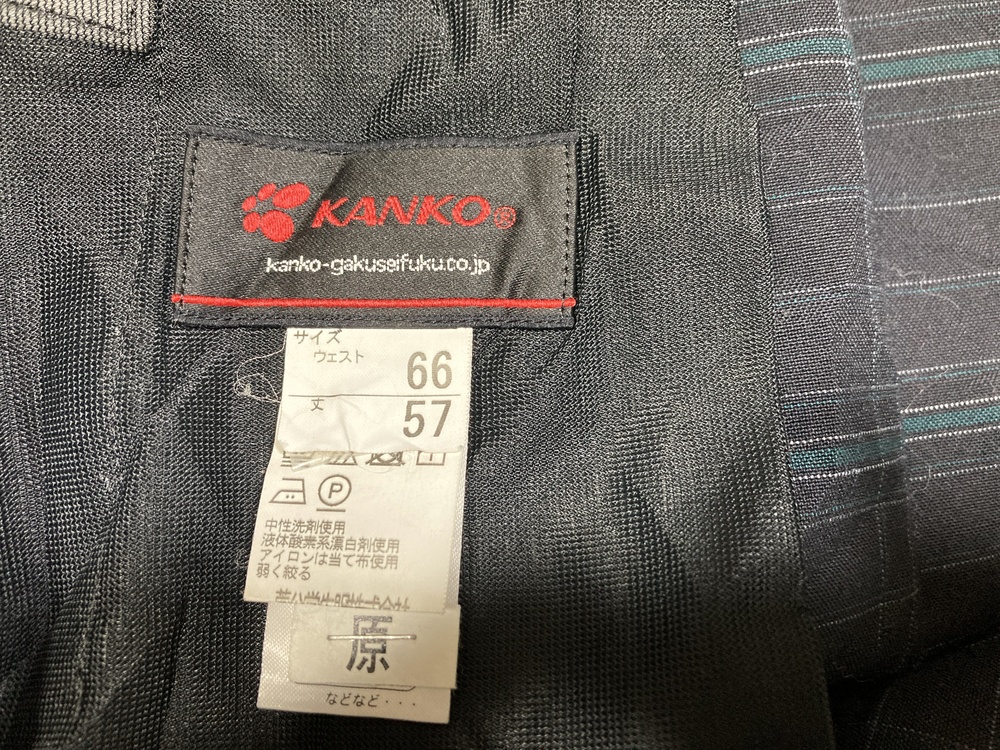 KANKO®
kanko-gakuseifuku.co.jp
サイズ
ウェスト 66
丈 57
P
中性洗剤使用
液体酸素系漂白剤使用
アイロンは当て布使用
弱く絞る
原
などなど・・・